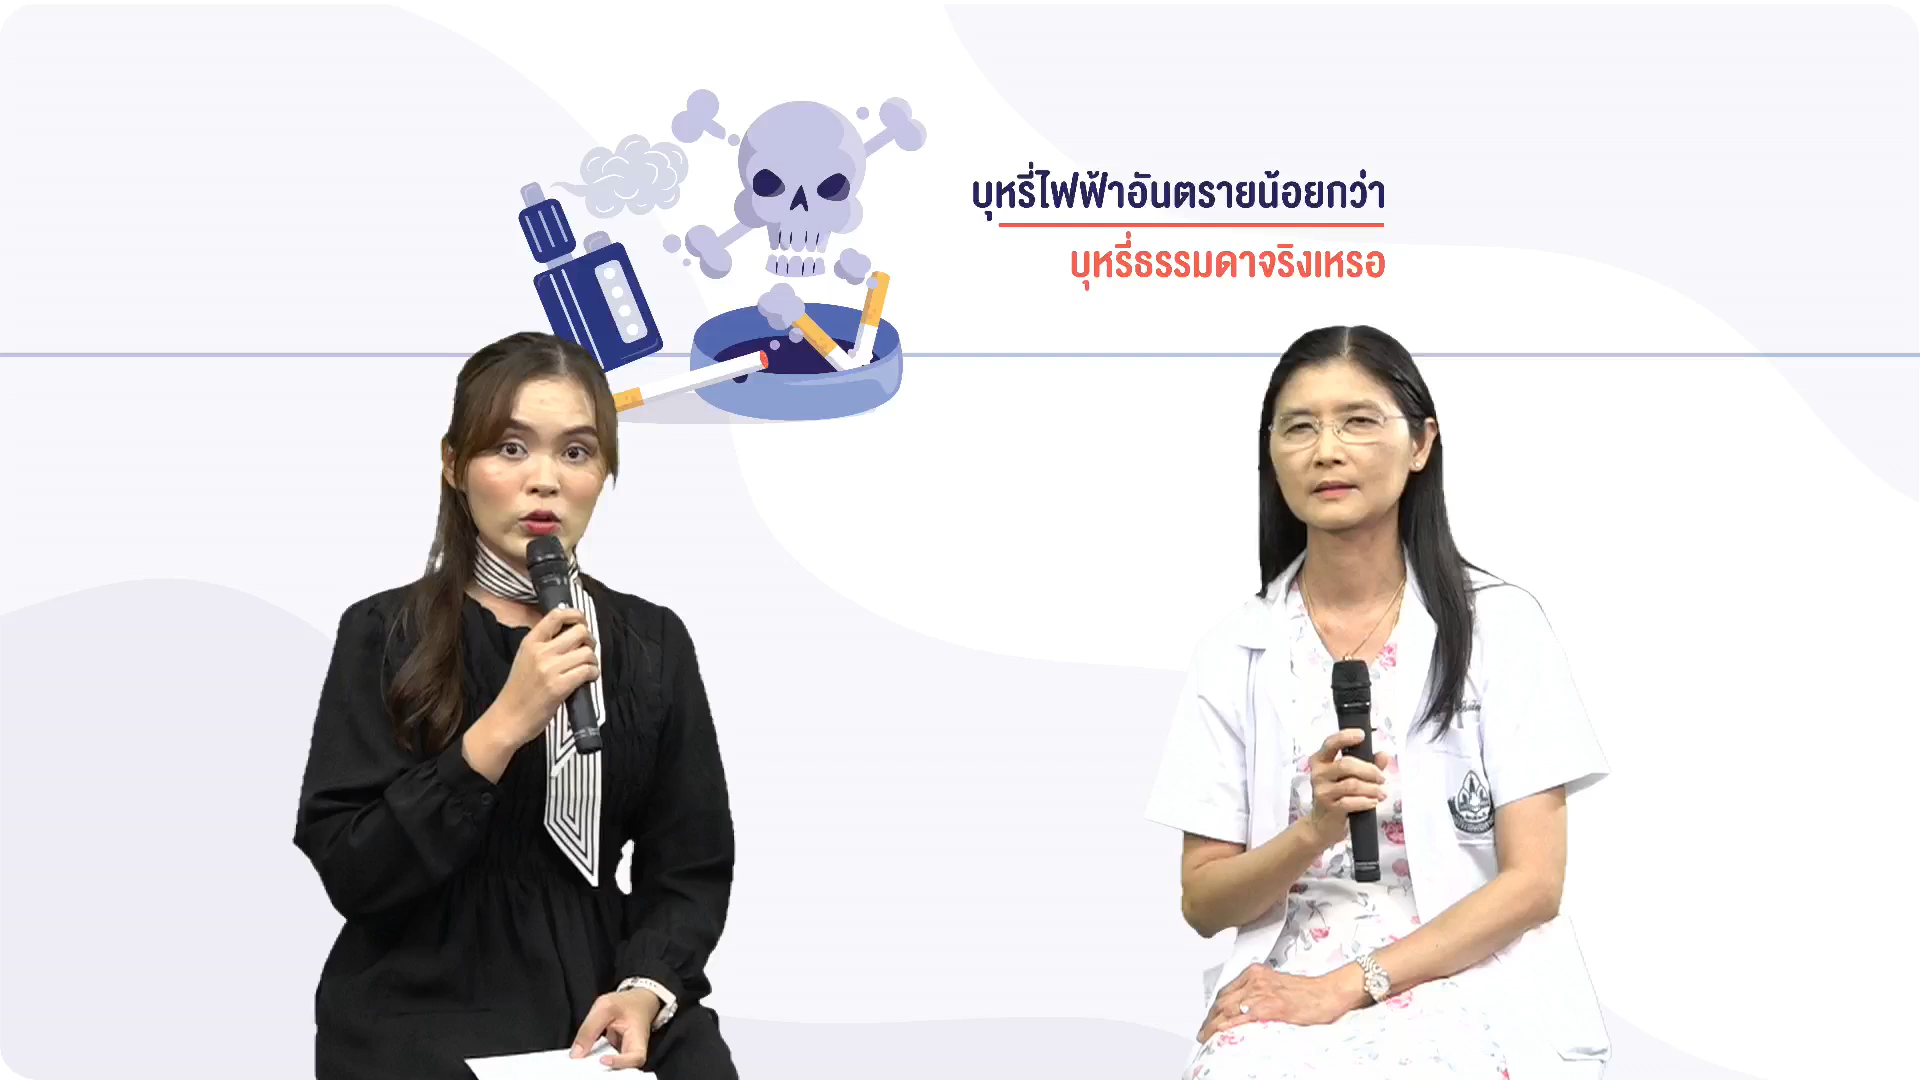 บุหรี่ไฟฟ้าอันตรายน้อยกว่า
บุหรี่ธรรมดาจริงเหรอ